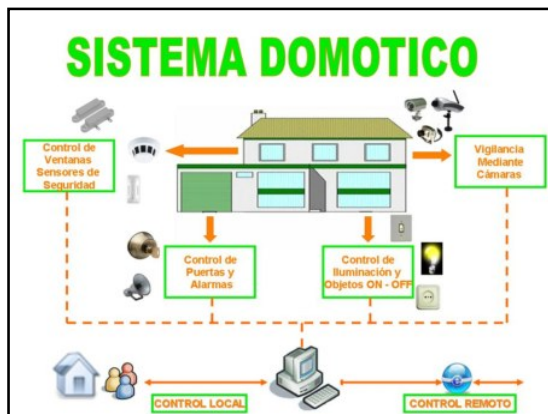 SISTEMA DOMOTICO
Control de
Ventanas
Sensores de
Seguridad
Vigilancia
Mediante
Cámaras
Control de
Puertas y
Alarmas
Control de
Iluminación y
Objetos ON - OFF
CONTROL LOCAL
CONTROL REMOTO